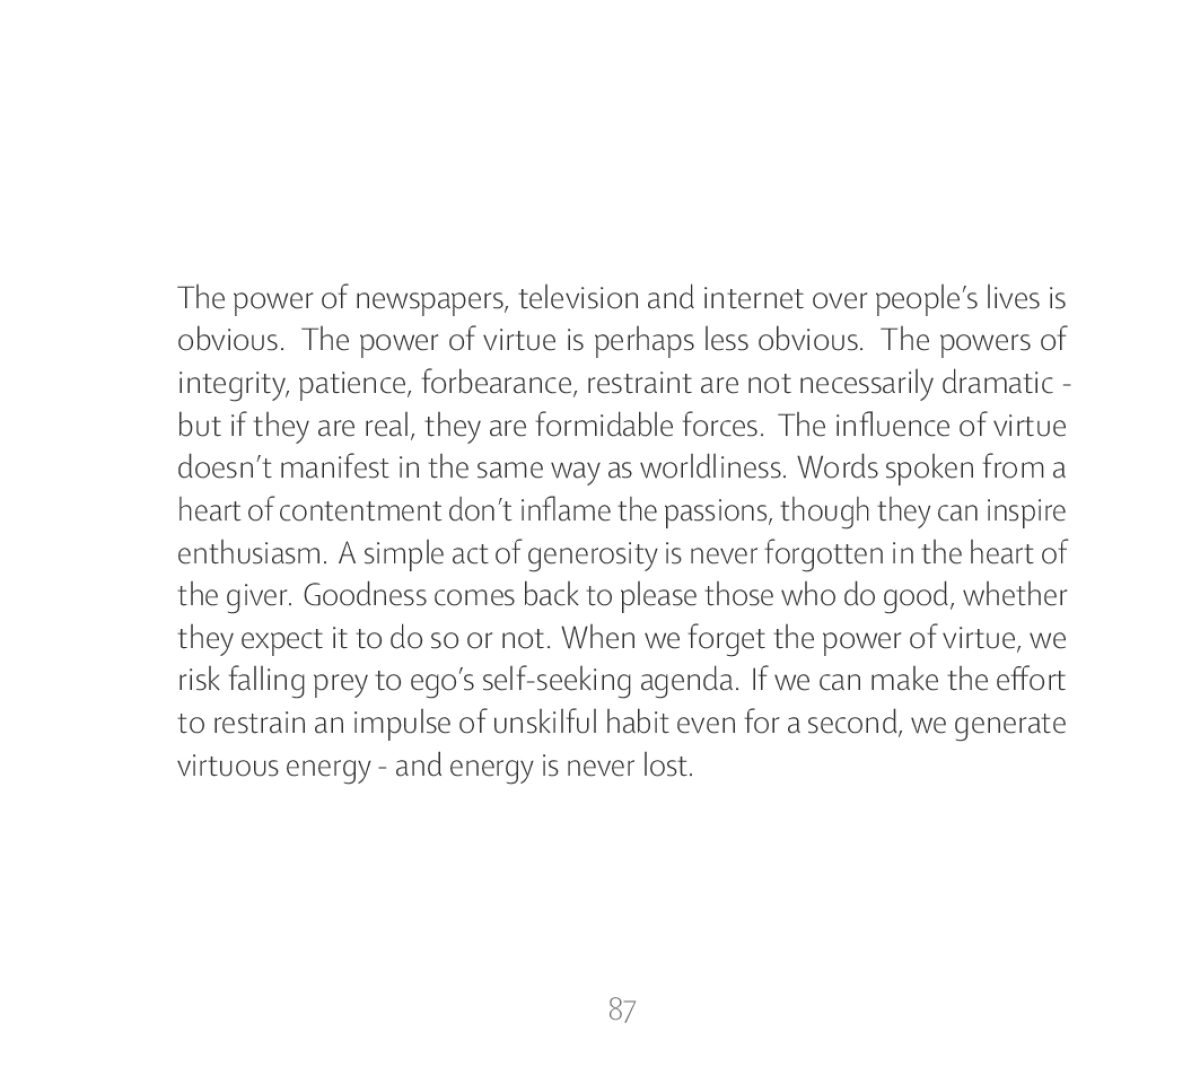 The power of newspapers, television and internet over people’s lives is
obvious. The power of virtue is perhaps less obvious. The powers of
integrity, patience, forbearance, restraint are not necessarily dramatic -
but if they are real, they are formidable forces. The influence of virtue
doesn’t manifest in the same way as worldliness. Words spoken from a
heart of contentment don’t inflame the passions, though they can inspire
enthusiasm. A simple act of generosity is never forgotten in the heart of
the giver. Goodness comes back to please those who do good, whether
they expect it to do so or not. When we forget the power of virtue, we
risk falling prey to ego’s self-seeking agenda. If we can make the effort
to restrain an impulse of unskilful habit even for a second, we generate
virtuous energy - and energy is never lost.
87